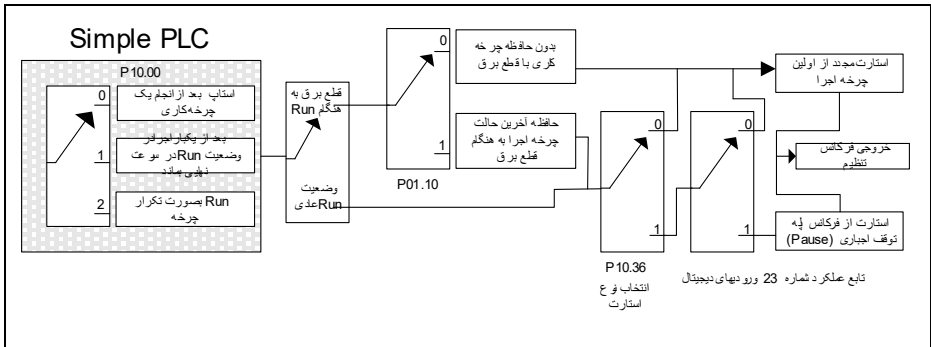 Simple PLC
P10.00
0
استاپ بعد ازانجام یک
چرخه کاری
1
بعد از یکبار اجرا در
وضعیت Run در سرعت
نهایی بماند
2
Run بصورت تکرار
چرخه
قطع برق به
هنگام Run
وضعیت
Run عادی
0
1
P01.10
بدون حافظه چرخه
کاری با قطع برق
حافظه آخرین حالت
چرخه اجرا به هنگام
قطع برق
0
1
P10.36
انتخاب نوع
استارت
0
1
تابع عملکرد شماره 23 ورودیهای دیجیتال
استارت مجدد از اولین
چرخه اجرا
خروجی فرکانس
تنظیم
استارت از فرکانس پله
توقف اجباری (Pause)